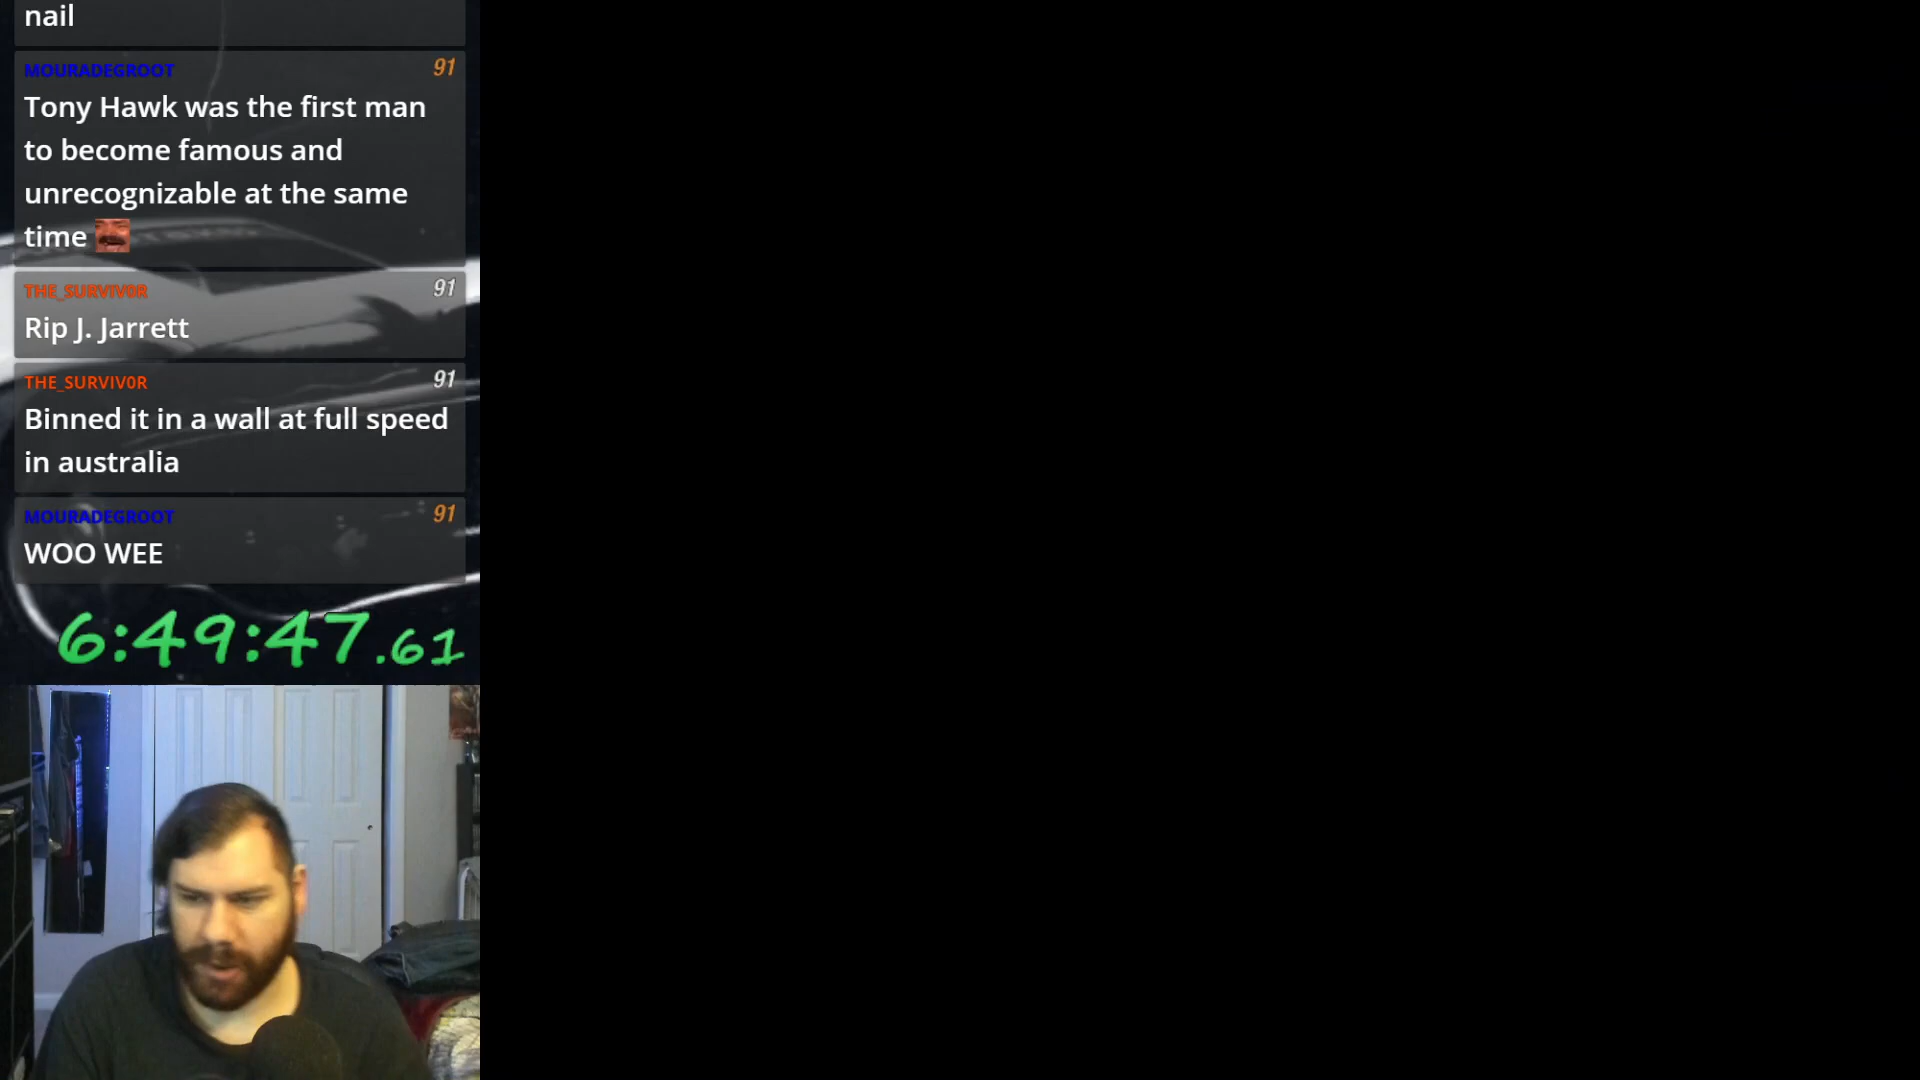 nail
MOURADEGROOT 91
Tony Hawk was the first man
to become famous and
unrecognizable at the same
time
THE_SURVIV0R 91
Rip J. Jarrett
THE_SURVIV0R 91
Binned it in a wall at full speed
in australia
MOURADEGROOT 91
WOO WEE
6:49:47.61